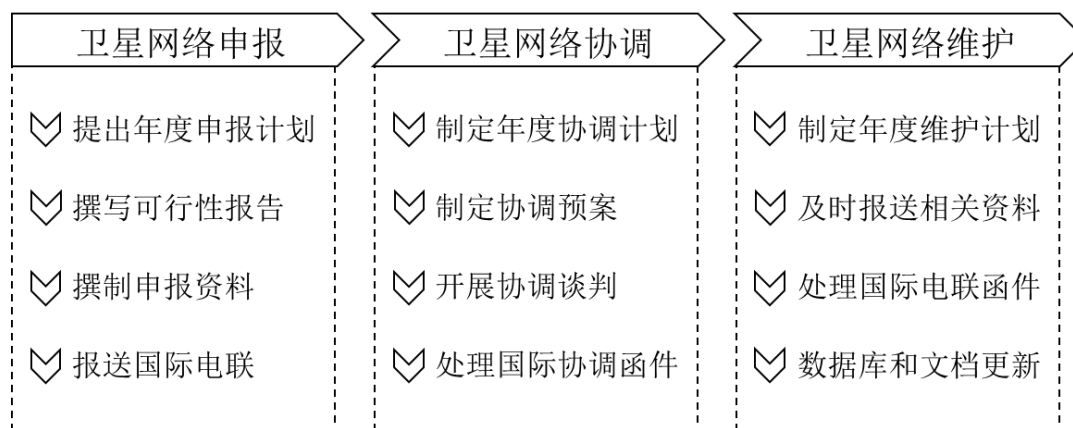 卫星网络申报
提出年度申报计划
撰写可行性报告
撰制申报资料
报送国际电联
卫星网络协调
制定年度协调计划
制定协调预案
开展协调谈判
处理国际协调函件
卫星网络维护
制定年度维护计划
及时报送相关资料
处理国际电联函件
数据库和文档更新